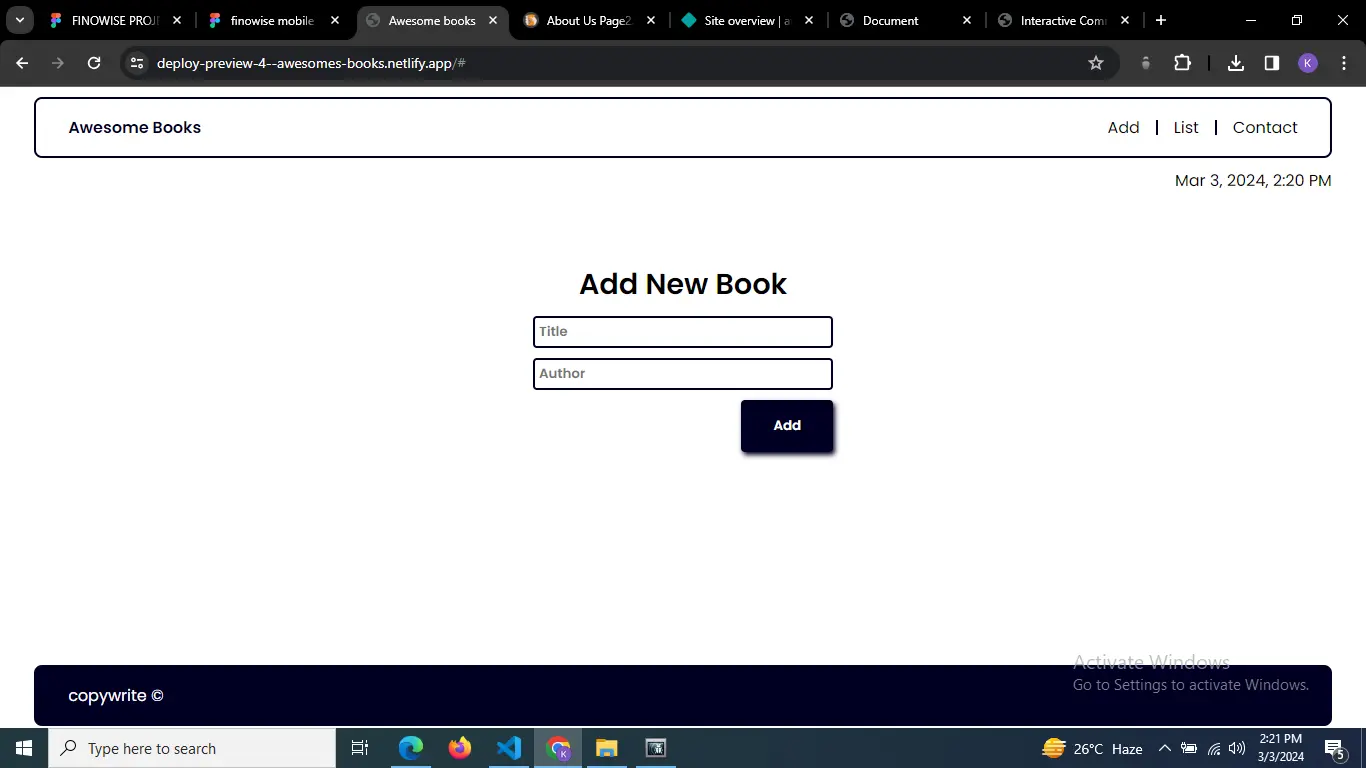 FINOWISE PROJ
finowise mobile
Awesome books
About Us Page2
Site overview | a
Document
Interactive Com
deploy-preview-4--awesomes-books.netlify.app/#
K
Awesome Books
Add | List | Contact
Mar 3, 2024, 2:20 PM
Add New Book
Title
Author
Add
Activate Windows
Go to Settings to activate Windows.
copywrite ©
Type here to search
K
26°C Haze
2:21 PM
3/3/2024
5